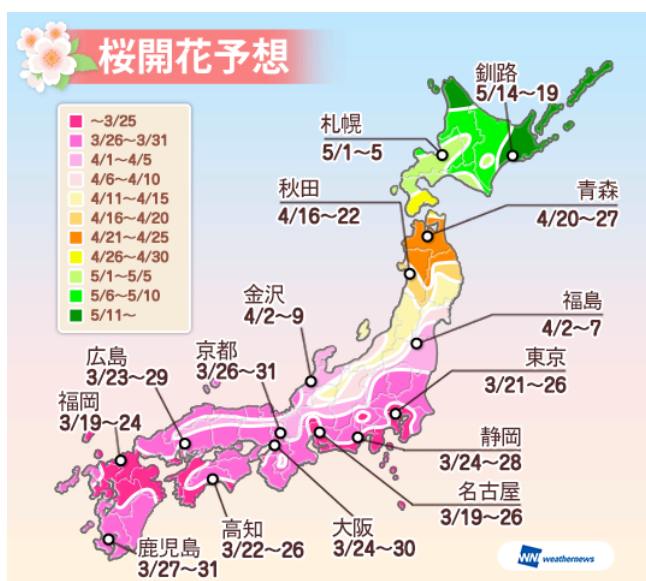 桜開花予想
～3/25
3/26～3/31
4/1～4/5
4/6～4/10
4/11～4/15
4/16～4/20
4/21～4/25
4/26～4/30
5/1～5/5
5/6～5/10
5/11～
釧路
5/14～19
札幌
5/1～5
秋田
4/16～22
青森
4/20～27
金沢
4/2～9
福島
4/2～7
広島
3/23～29
京都
3/26～31
東京
3/21～26
福岡
3/19～24
静岡
3/24～28
名古屋
3/19～26
鹿児島
3/27～31
高知
3/22～26
大阪
3/24～30
WNI weathernews